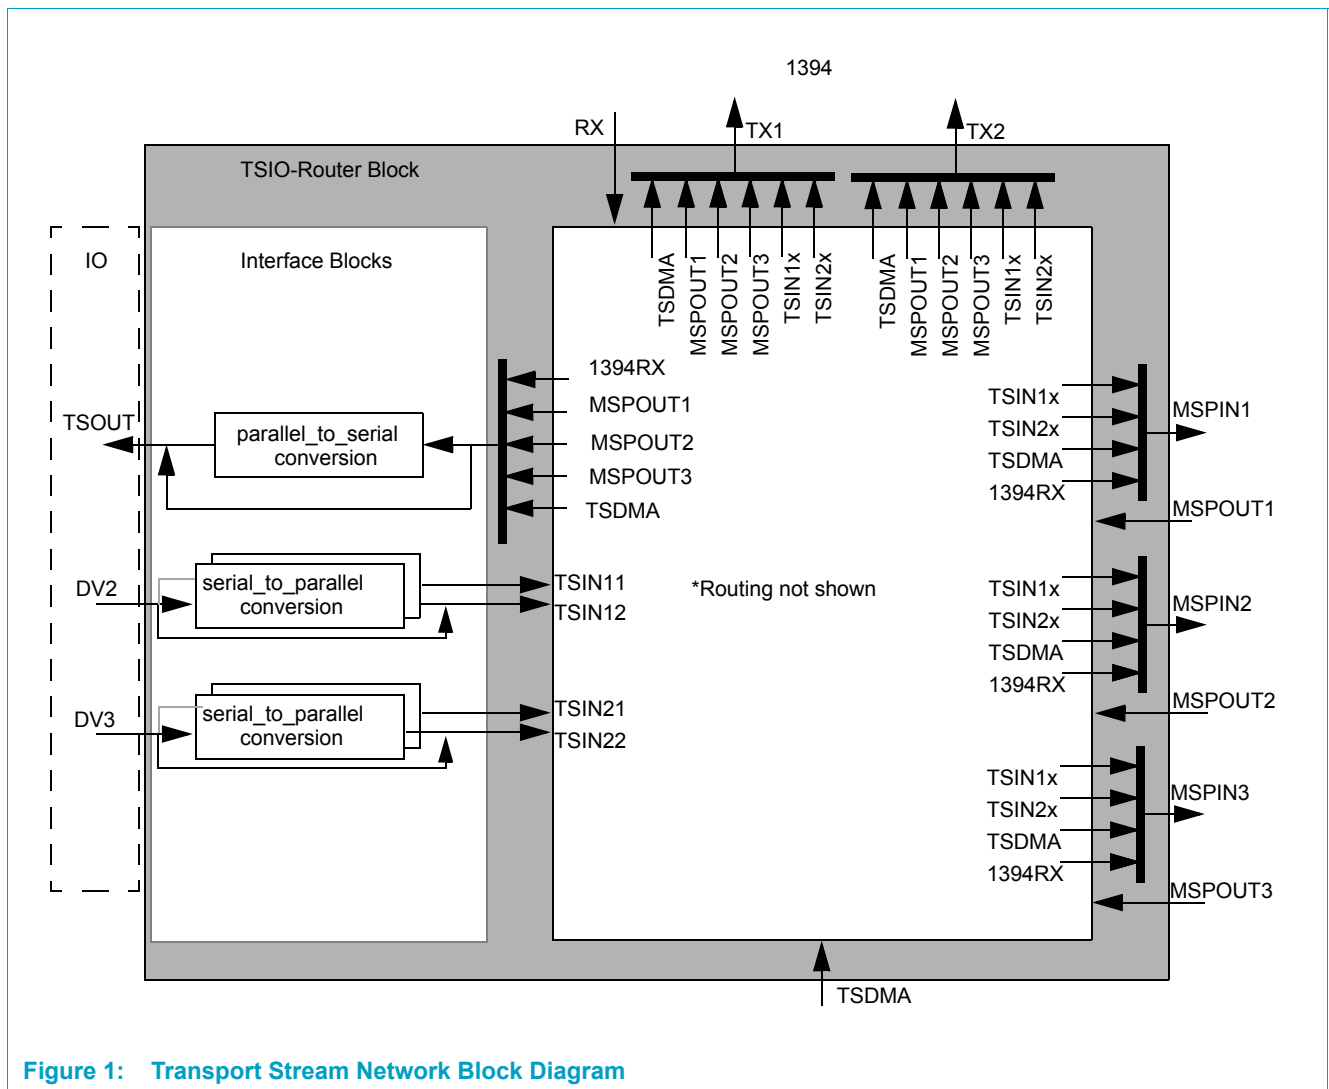 1394
RX
TX1
TX2
TSIO-Router Block
IO
Interface Blocks
TSDMA
MSPOUT1
MSPOUT2
MSPOUT3
TSIN1x
TSIN2x
TSDMA
MSPOUT1
MSPOUT2
MSPOUT3
TSIN1x
TSIN2x
1394RX
MSPOUT1
MSPOUT2
MSPOUT3
TSDMA
TSOUT
parallel_to_serial
conversion
TSIN1x
TSIN2x
TSDMA
1394RX
MSPIN1
MSPOUT1
DV2
serial_to_parallel
conversion
TSIN11
TSIN12
*Routing not shown
TSIN1x
TSIN2x
TSDMA
1394RX
MSPIN2
MSPOUT2
DV3
serial_to_parallel
conversion
TSIN21
TSIN22
TSIN1x
TSIN2x
TSDMA
1394RX
MSPIN3
MSPOUT3
TSDMA
Figure 1: Transport Stream Network Block Diagram